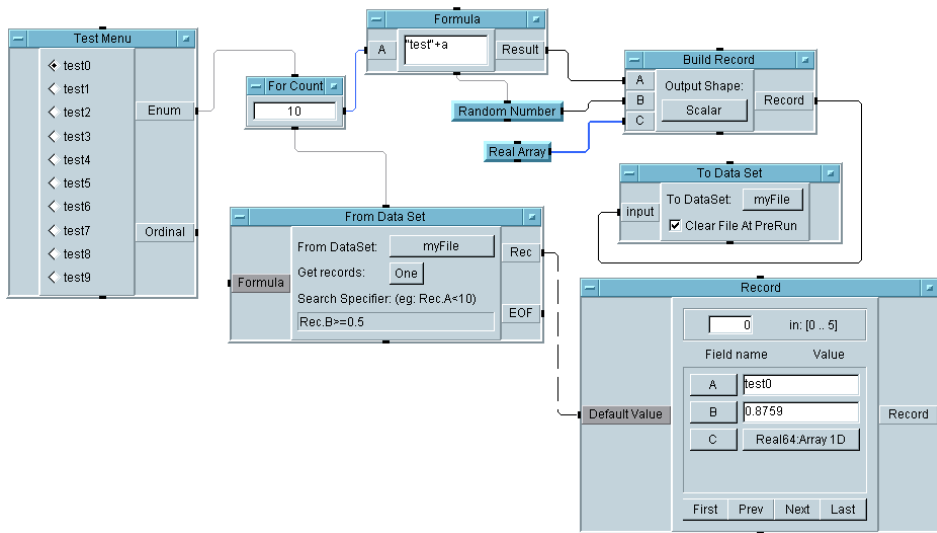 Test Menu
test0
test1
test2
test3
test4
test5
test6
test7
test8
test9
Enum
Ordinal
For Count
10
Formula
A
"test"+a
Result
Random Number
Real Array
Build Record
A
B
C
Output Shape:
Scalar
Record
To Data Set
input
To DataSet:
myFile
Clear File At PreRun
From Data Set
Formula
From DataSet:
myFile
Get records:
One
Search Specifier: (eg: Rec.A<10)
Rec.B>=0.5
Rec
EOF
Record
Default Value
0 in: [0 .. 5]
Field name Value
A test0
B 0.8759
C Real64:Array 1D
First Prev Next Last
Record